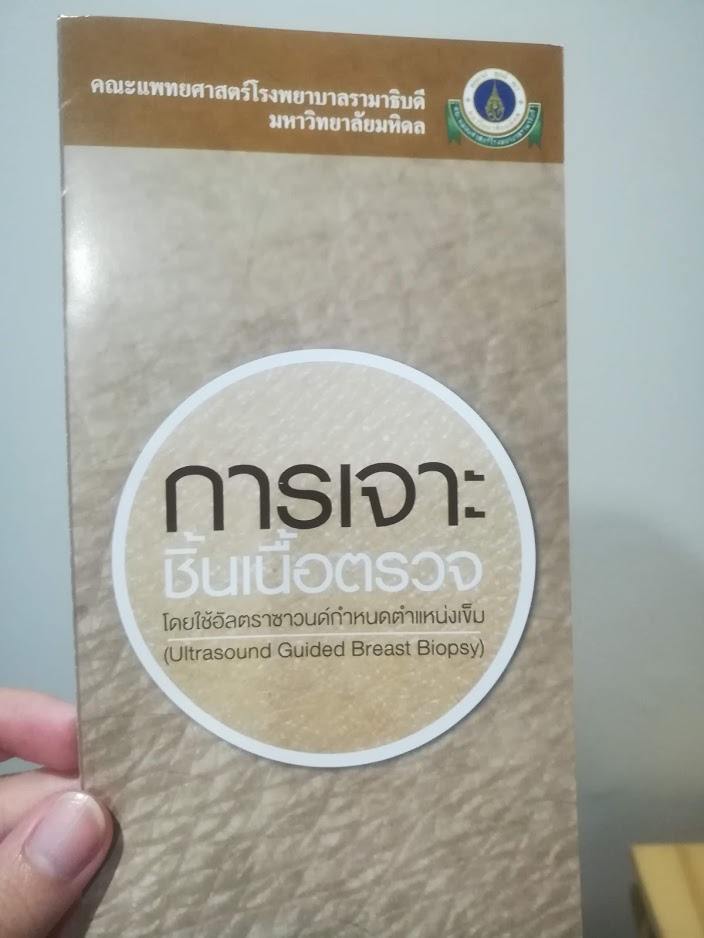 คณะแพทยศาสตร์โรงพยาบาลรามาธิบดี
มหาวิทยาลัยมหิดล
การเจาะ
ชิ้นเนื้อตรวจ
โดยใช้อัลตราซาวนด์กำหนดตำแหน่งเข็ม
(Ultrasound Guided Breast Biopsy)